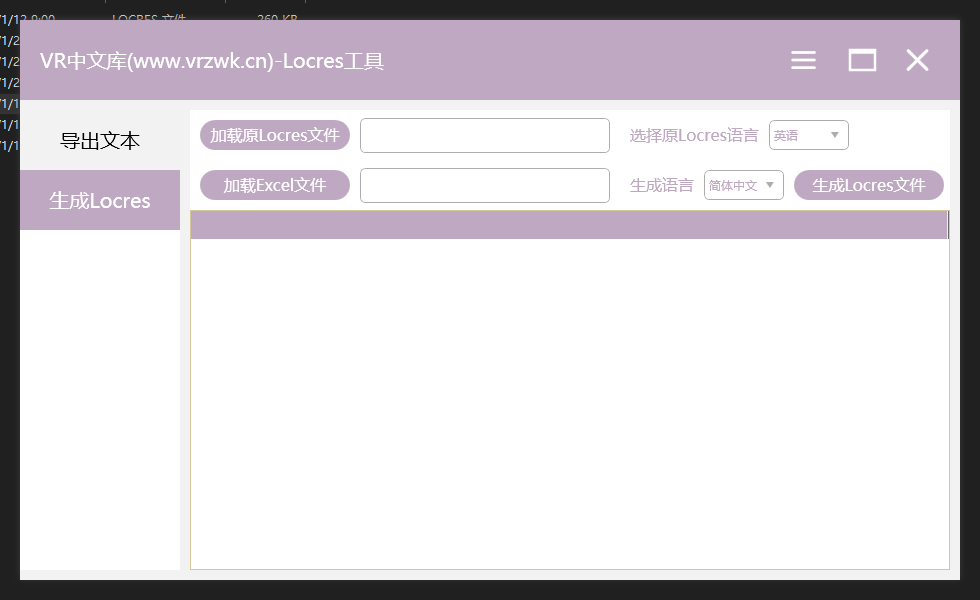 VR中文库(www.vrzwk.cn)-Locres工具
导出文本
生成Locres
加载原Locres文件
选择原Locres语言
英语
加载Excel文件
生成语言
简体中文
生成Locres文件